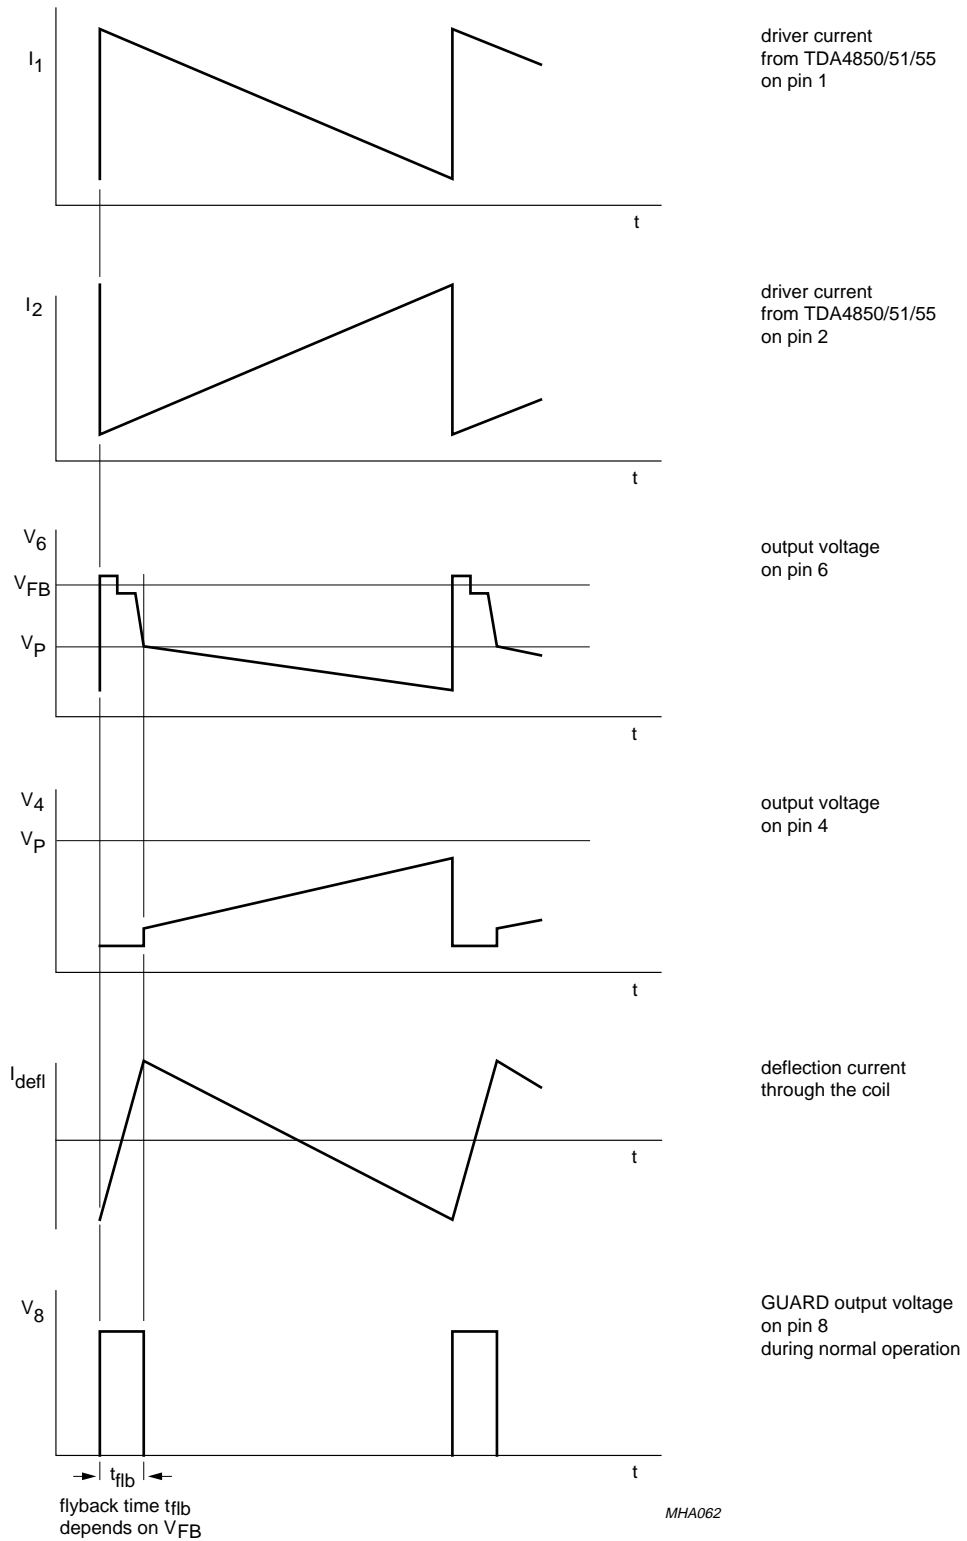 I1
driver current
from TDA4850/51/55
on pin 1
t
I2
driver current
from TDA4850/51/55
on pin 2
t
V6
VFB
VP
output voltage
on pin 6
t
V4
VP
output voltage
on pin 4
t
Idefl
deflection current
through the coil
t
V8
GUARD output voltage
on pin 8
during normal operation
t
tflb
flyback time tflb
depends on VFB
MHA062